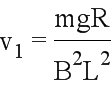 v₁ = mgR / B²L²